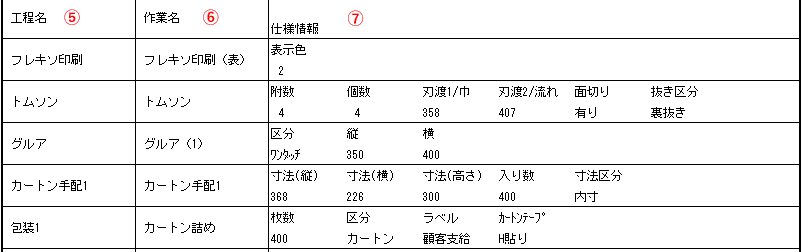 工程名 ⑤ 作業名 ⑥ 仕様情報 ⑦
フレキソ印刷 フレキソ印刷（表） 表示色
2
トムソン トムソン 附数 個数 刃渡1/巾 刃渡2/流れ 面切り 抜き区分
4 4 358 407 有り 裏抜き
グルア グルア（1） 区分 縦 横
ﾜﾝﾀｯﾁ 350 400
カートン手配1 カートン手配1 寸法(縦) 寸法(横) 寸法(高さ) 入り数 寸法区分
368 226 300 400 内寸
包装1 カートン詰め 枚数 区分 ラベル ｶｰﾄﾝﾃｰﾌﾟ
400 カートン 顧客支給 H貼り